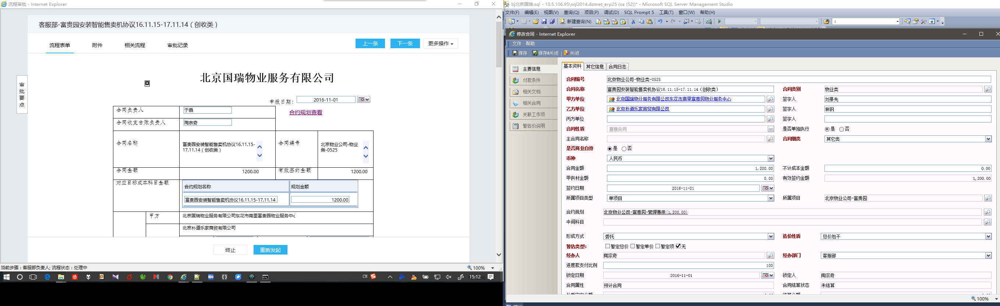 流程审批 - Internet Explorer
客服部-富贵园安装智能售卖机协议16.11.15-17.11.14（创收类）
流程表单
附件
相关流程
审批记录
上一条
下一条
更多操作
审批要点
北京国瑞物业服务有限公司
申报日期：
2016-11-01
合约规划查看
合同负责人
于晶
合同收支台账负责人
陶宗奇
合同名称
富贵园安装智能售卖机协议16.11.15-
17.11.14（创收类）
合同编号
北京物业公司-物业
类-0525
合同金额
1200.00
有效签约金额
1200.00
对应目标成本科目金额
合约规划名称
规划金额
富贵园安装智能售卖机协议16.11.15-17.11.14
1200.00
甲方
北京国瑞物业服务有限公司东花市南里富贵园物业服务中心
北京朴道乐家商贸有限公司
终止
重新发起
当前步骤：客服部负责人; 流程状态：处理中
100%
CH
15:12
bj北京国瑞.sql - 10.5.106.95\sql2014.dotnet_erp25 (sa (52))* - Microsoft SQL Server Management Studio
文件(F) 编辑(E) 视图(V) 查询(Q) 项目(P) 调试(D) SQL Prompt 5 工具(T) 窗口(W) 帮助(H)
新建查询(N)
修改合同 - Internet Explorer
文件 帮助
保存 保存&关闭 关闭
主要信息
付款条件
相关文档
相关合同
关联工作项
暂估价说明
基本资料 其它信息 合同日志
合同编号 北京物业公司-物业类-0525
合同名称 富贵园安装智能售卖机协议16.11.15-17.11.14（创收类） 合同类别 物业类
甲方单位 北京国瑞物业服务有限公司东花市南里富贵园物业服务中心 签字人 刘景先
乙方单位 北京朴道乐家商贸有限公司 签字人 林钢
丙方单位 签字人
合同性质 直接合同 是否单独执行 是 否
主合同名称 合同细类 其它类
是否商业自持 是 否
币种 人民币
合同金额 1,200.00 不计成本金额 0.00
甲供材金额 0.00 有效签约金额 1,200.00
签约日期 2016-11-01
所属项目类型 单项目 所属项目 北京物业公司-富贵园
合约规划 北京物业公司-富贵园-管理费用(1,200.00)
中间科目
形成方式 委托 造价性质 总价包干
暂估类型: 暂定总价 暂定单价 暂定项 无
经办人 陶宗奇 经办部门 客服部
进度款支付比例 100
锁定日期 2016-11-01 锁定人 陶宗奇
合同属性 预计合同 合同结算状态 未结算
100%